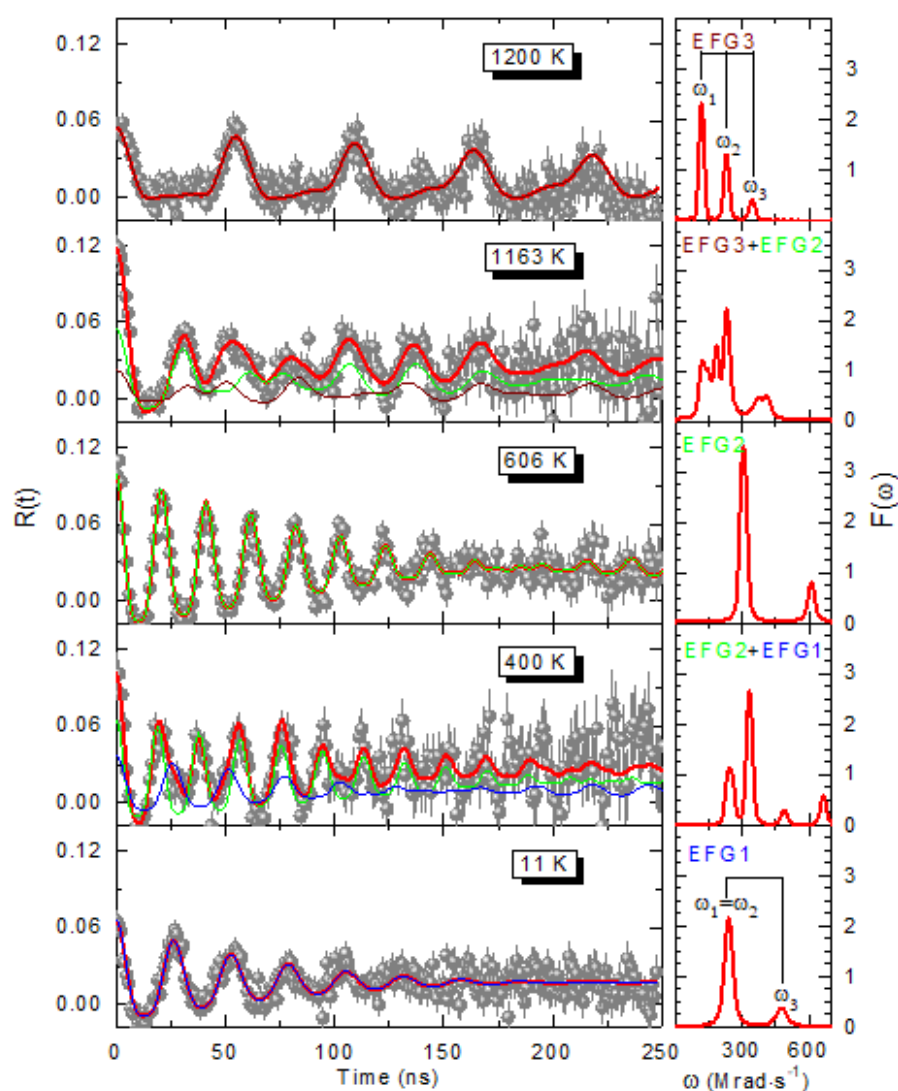 0.12
0.06
0.00
1200 K
EFG3
ω1
ω2
ω3
3
2
1
0.12
0.06
0.00
1163 K
EFG3+EFG2
3
2
1
0
R(t)
0.12
0.06
0.00
606 K
EFG2
3
2
1
0
F(ω)
0.12
0.06
0.00
400 K
EFG2+EFG1
3
2
1
0
0.12
0.06
0.00
11 K
EFG1
ω1=ω2
ω3
3
2
1
0
0 50 100 150 200 250
Time (ns)
300 600
ω (Mrad·s-1)